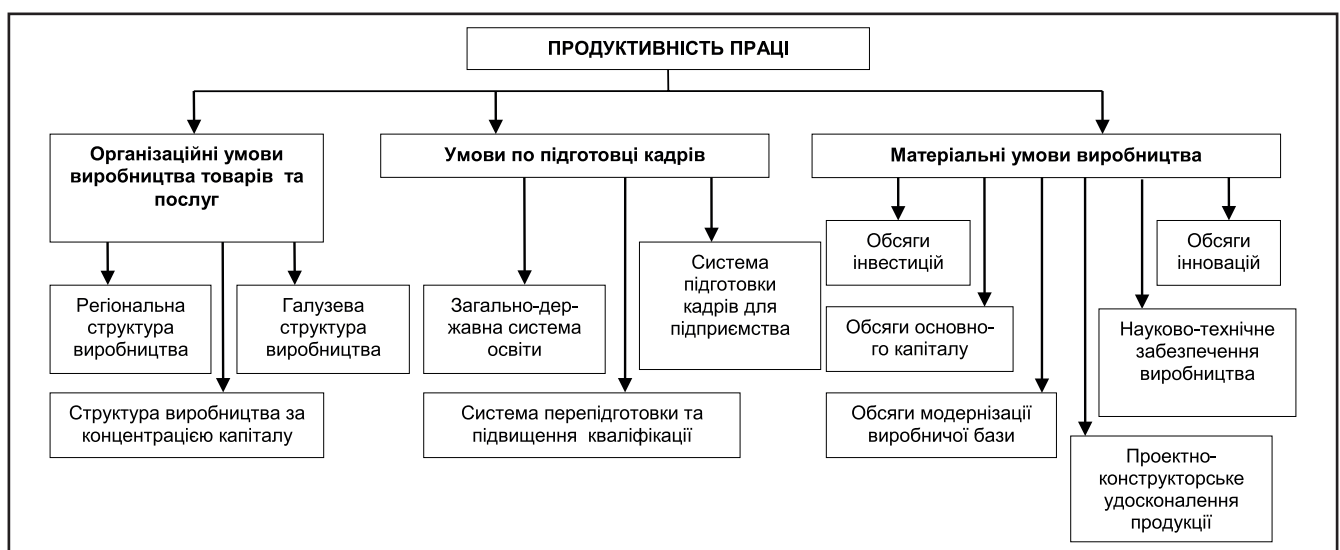 ПРОДУКТИВНІСТЬ ПРАЦІ
Організаційні умови
виробництва товарів та
послуг
Умови по підготовці кадрів
Матеріальні умови виробництва
Регіональна
структура
виробництва
Галузева
структура
виробництва
Структура виробництва за
концентрацією капіталу
Загально-дер-
жавна система
освіти
Система
підготовки
кадрів для
підприємства
Система перепідготовки та
підвищення кваліфікації
Обсяги
інвестицій
Обсяги
інновацій
Обсяги основно-
го капіталу
Науково-технічне
забезпечення
виробництва
Обсяги модернізації
виробничої бази
Проектно-
конструкторське
удосконалення
продукції